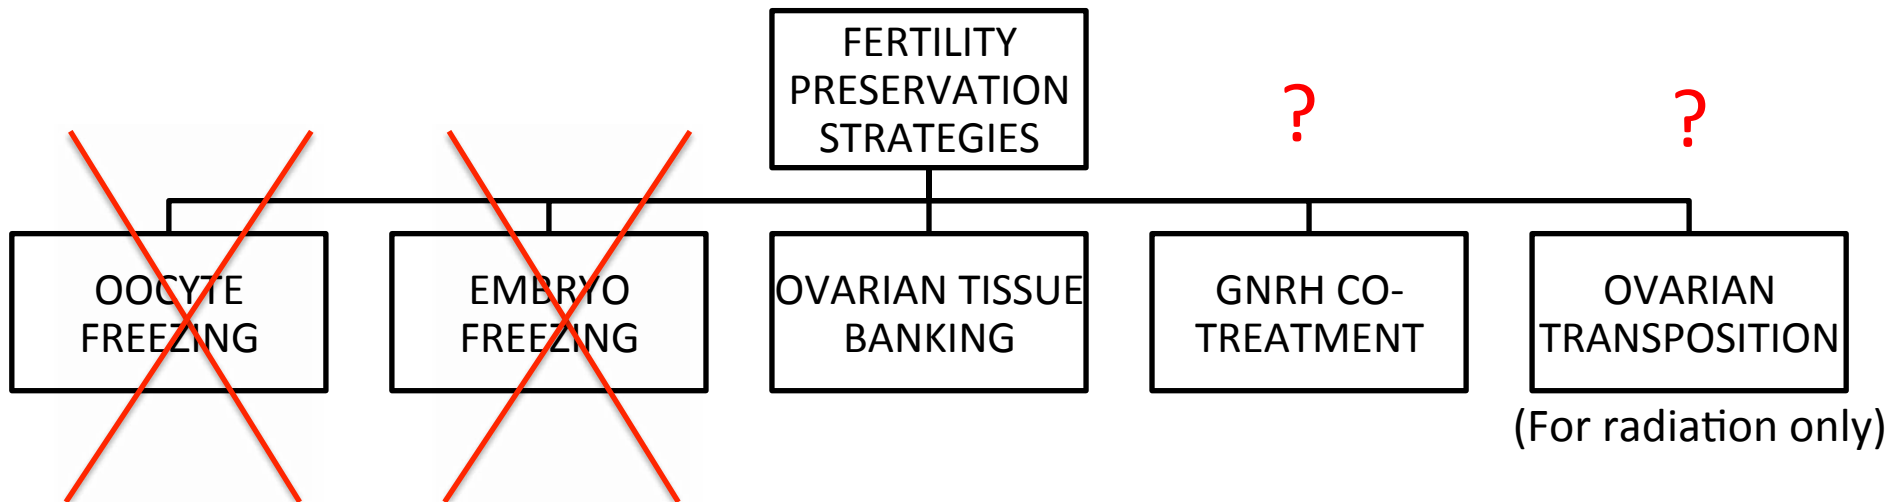 FERTILITY
PRESERVATION
STRATEGIES
?
?
OOCYTE
FREEZING
EMBRYO
FREEZING
OVARIAN TISSUE
BANKING
GNRH CO-
TREATMENT
OVARIAN
TRANSPOSITION
(For radiation only)